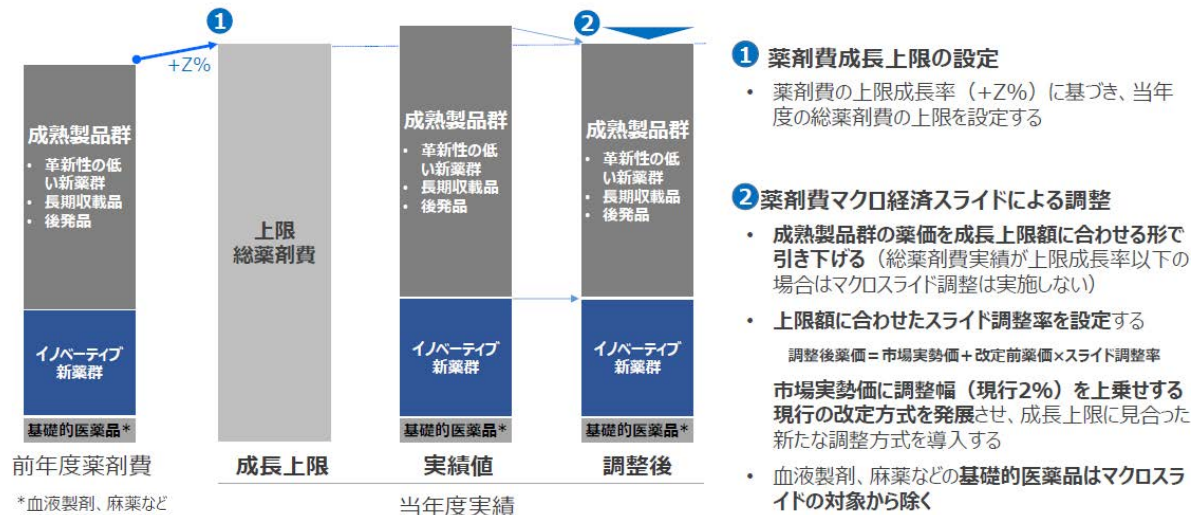 1
+Z%
成熟製品群
• 革新性の低
い新薬群
• 長期収載品
• 後発品
イノベーティブ
新薬群
基礎的医薬品*
前年度薬剤費
*血液製剤、麻薬など
上限
総薬剤費
成長上限
成熟製品群
• 革新性の低
い新薬群
• 長期収載品
• 後発品
イノベーティブ
新薬群
基礎的医薬品*
実績値
2
成熟製品群
• 革新性の低
い新薬群
• 長期収載品
• 後発品
イノベーティブ
新薬群
基礎的医薬品*
調整後
当年度実績
1 薬剤費成長上限の設定
• 薬剤費の上限成長率（+Z%）に基づき、当年
度の総薬剤費の上限を設定する
2 薬剤費マクロ経済スライドによる調整
• 成熟製品群の薬価を成長上限額に合わせる形で
引き下げる（総薬剤費実績が上限成長率以下の
場合はマクロスライド調整は実施しない）
• 上限額に合わせたスライド調整率を設定する
調整後薬価＝市場実勢価＋改定前薬価×スライド調整率
市場実勢価に調整幅（現行2%）を上乗せする
現行の改定方式を発展させ、成長上限に見合った
新たな調整方式を導入する
• 血液製剤、麻薬などの基礎的医薬品はマクロスラ
イドの対象から除く